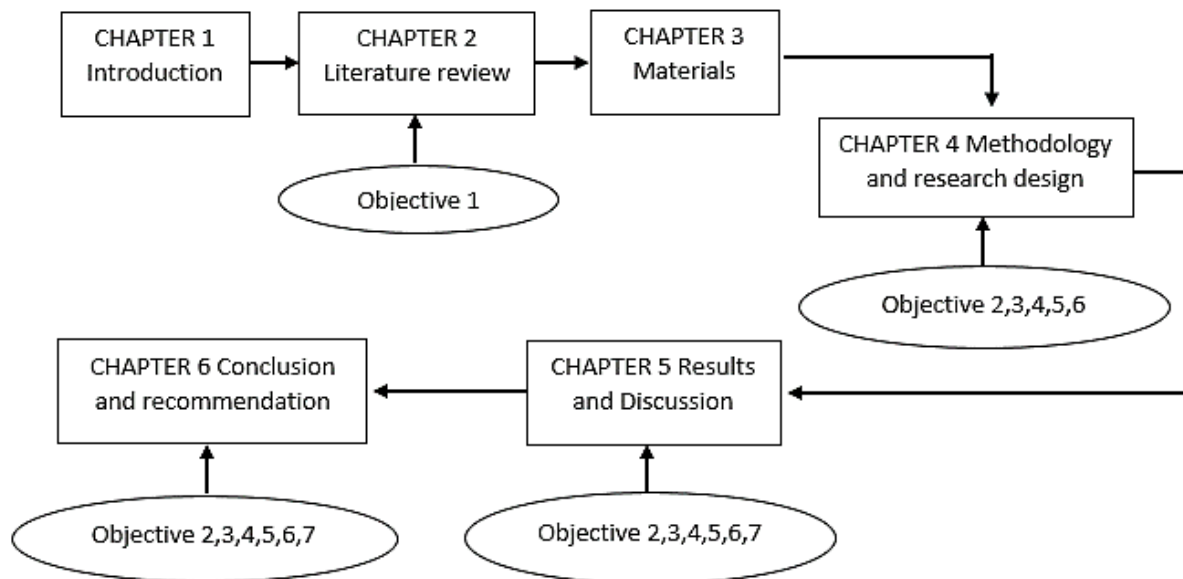 CHAPTER 1
Introduction
CHAPTER 2
Literature review
CHAPTER 3
Materials
CHAPTER 4 Methodology
and research design
Objective 1
Objective 2,3,4,5,6
CHAPTER 5 Results
and Discussion
CHAPTER 6 Conclusion
and recommendation
Objective 2,3,4,5,6,7
Objective 2,3,4,5,6,7